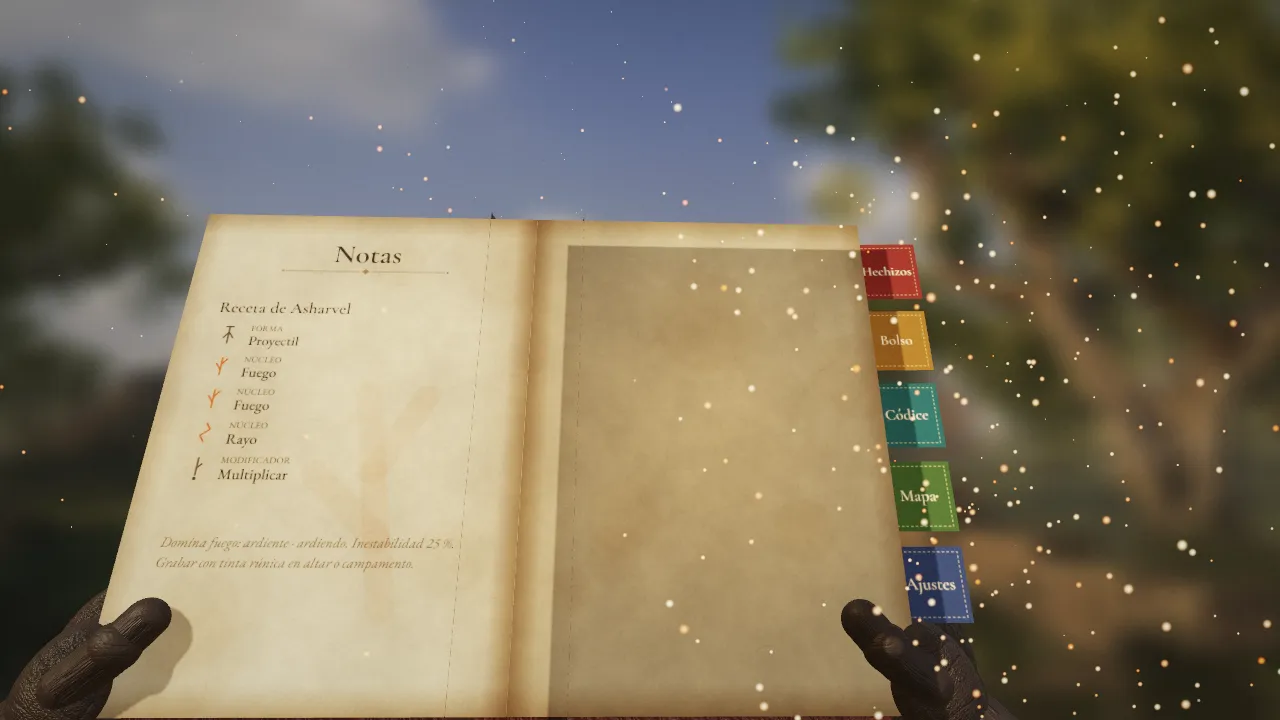 Notas
Receta de Asharvel
FORMA
Proyectil
NÚCLEO
Fuego
NÚCLEO
Fuego
NÚCLEO
Rayo
MODIFICADOR
Multiplicar
Domina fuego: ardiente · ardiendo. Inestabilidad 25 %.
Grabar con tinta rúnica en altar o campamento.
Hechizos
Bolso
Códice
Mapa
Ajustes